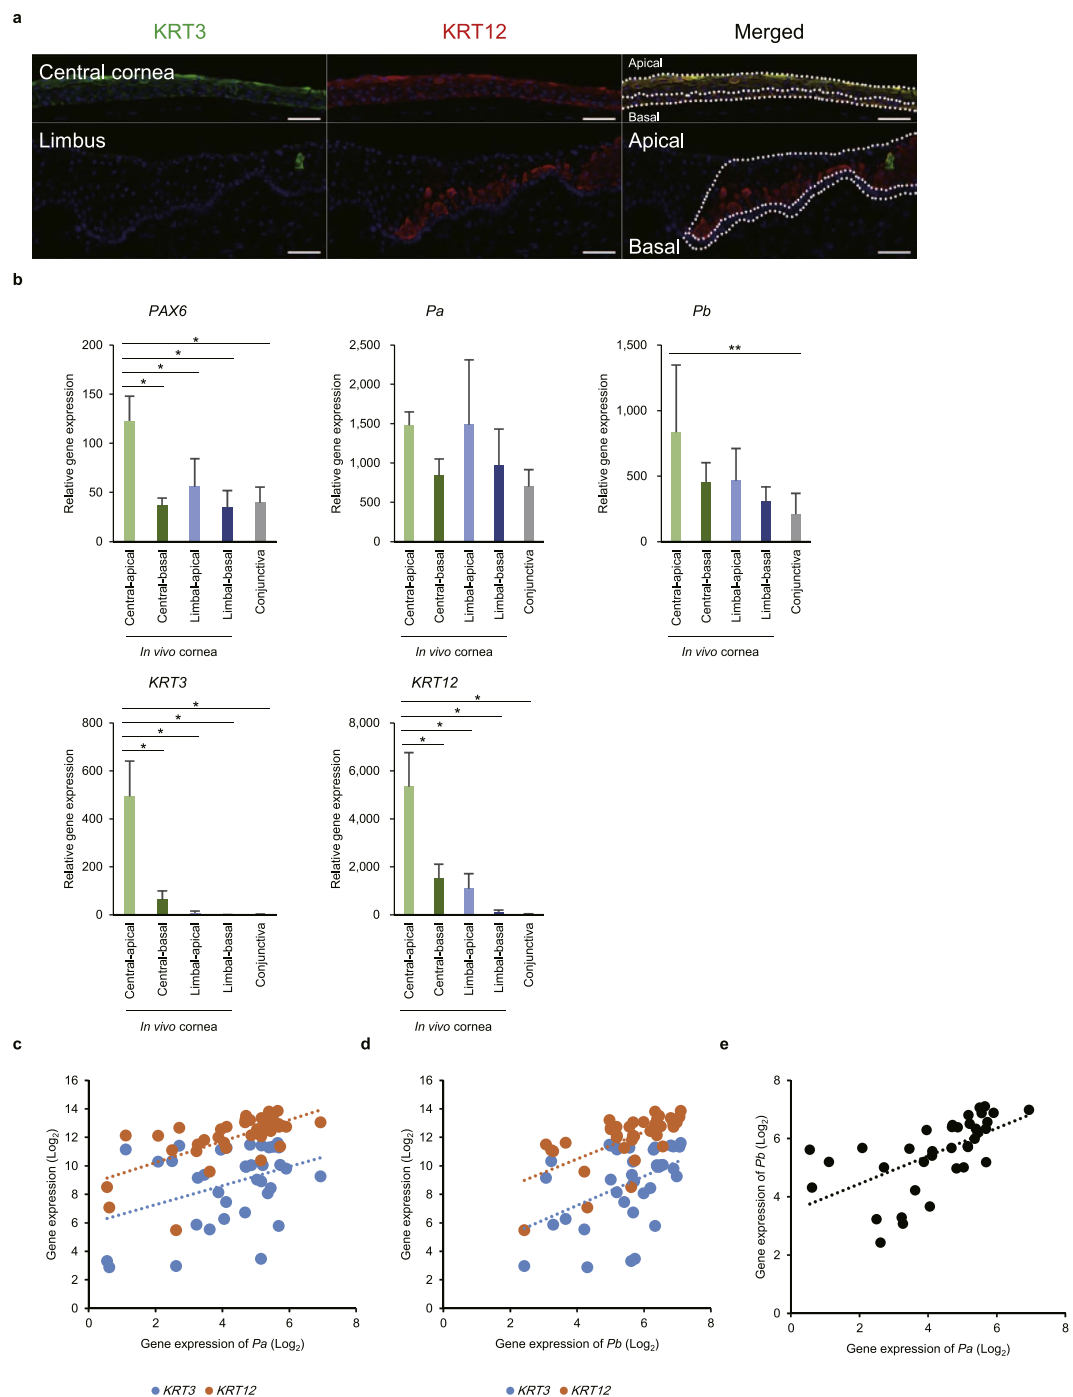 a
KRT3 KRT12 Merged
Central cornea
Apical
Basal
Limbus
Apical
Basal
b
PAX6
Relative gene expression
200
150
100
50
0
*
*
*
*
Central-apical
Central-basal
Limbal-apical
Limbal-basal
Conjunctiva
In vivo cornea
Pa
Relative gene expression
2,500
2,000
1,500
1,000
500
0
Central-apical
Central-basal
Limbal-apical
Limbal-basal
Conjunctiva
In vivo cornea
Pb
Relative gene expression
1,500
1,000
500
0
**
Central-apical
Central-basal
Limbal-apical
Limbal-basal
Conjunctiva
In vivo cornea
KRT3
Relative gene expression
800
600
400
200
0
*
*
*
*
Central-apical
Central-basal
Limbal-apical
Limbal-basal
Conjunctiva
In vivo cornea
KRT12
Relative gene expression
8,000
6,000
4,000
2,000
0
*
*
*
*
Central-apical
Central-basal
Limbal-apical
Limbal-basal
Conjunctiva
In vivo cornea
c
Gene expression (Log2)
16
14
12
10
8
6
4
2
0
0 2 4 6 8
Gene expression of Pa (Log2)
KRT3 KRT12
d
Gene expression (Log2)
16
14
12
10
8
6
4
2
0
0 2 4 6 8
Gene expression of Pb (Log2)
KRT3 KRT12
e
Gene expression of Pb (Log2)
8
6
4
2
0
0 2 4 6 8
Gene expression of Pa (Log2)